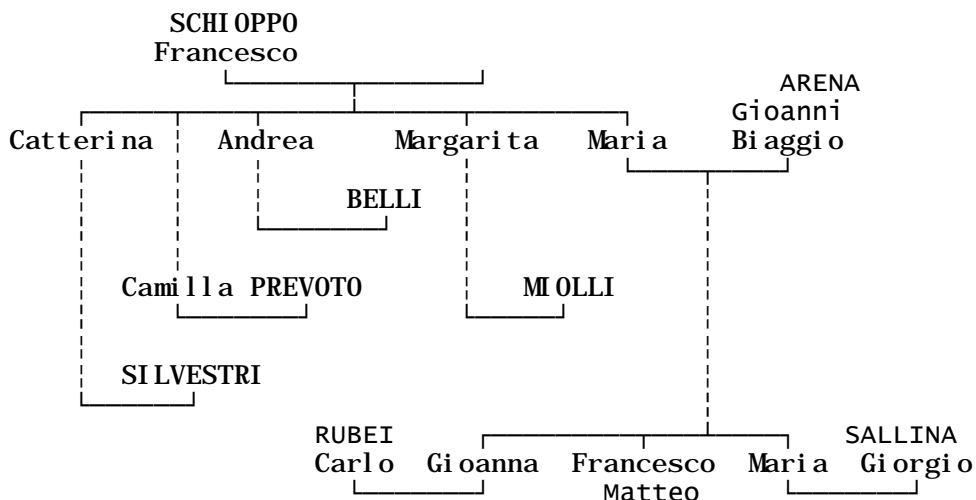 SCHIOPPO
Francesco
ARENA
Gioanni
Catterina Andrea Margarita Maria Biaggio
BELLI
Camilla PREVOTO MIOLLI
SILVESTRI
RUBEI SALLINA
Carlo Gioanna Francesco Maria Giorgio
Matteo